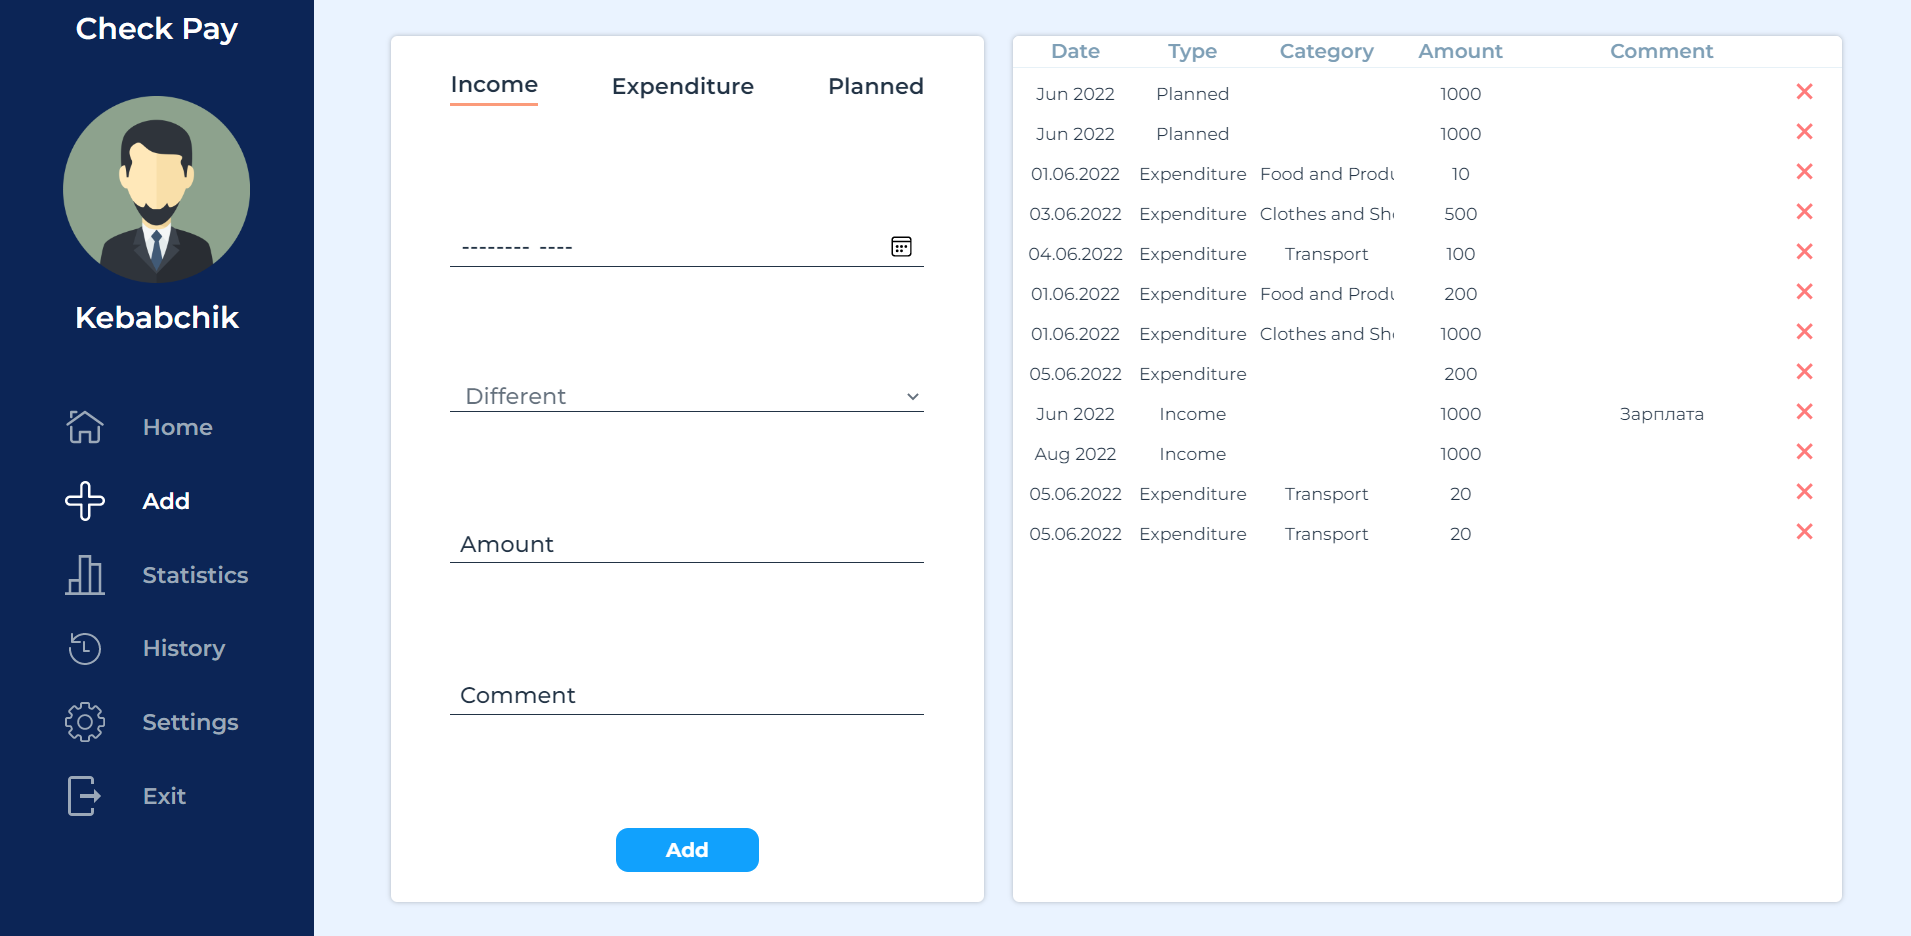 Check Pay
Kebabchik
Home
Add
Statistics
History
Settings
Exit
Income Expenditure Planned
-------- ----
Different
Amount
Comment
Add
Date Type Category Amount Comment
Jun 2022 Planned 1000
Jun 2022 Planned 1000
01.06.2022 Expenditure Food and Produ 10
03.06.2022 Expenditure Clothes and Sho 500
04.06.2022 Expenditure Transport 100
01.06.2022 Expenditure Food and Produ 200
01.06.2022 Expenditure Clothes and Sho 1000
05.06.2022 Expenditure 200
Jun 2022 Income 1000 Зарплата
Aug 2022 Income 1000
05.06.2022 Expenditure Transport 20
05.06.2022 Expenditure Transport 20